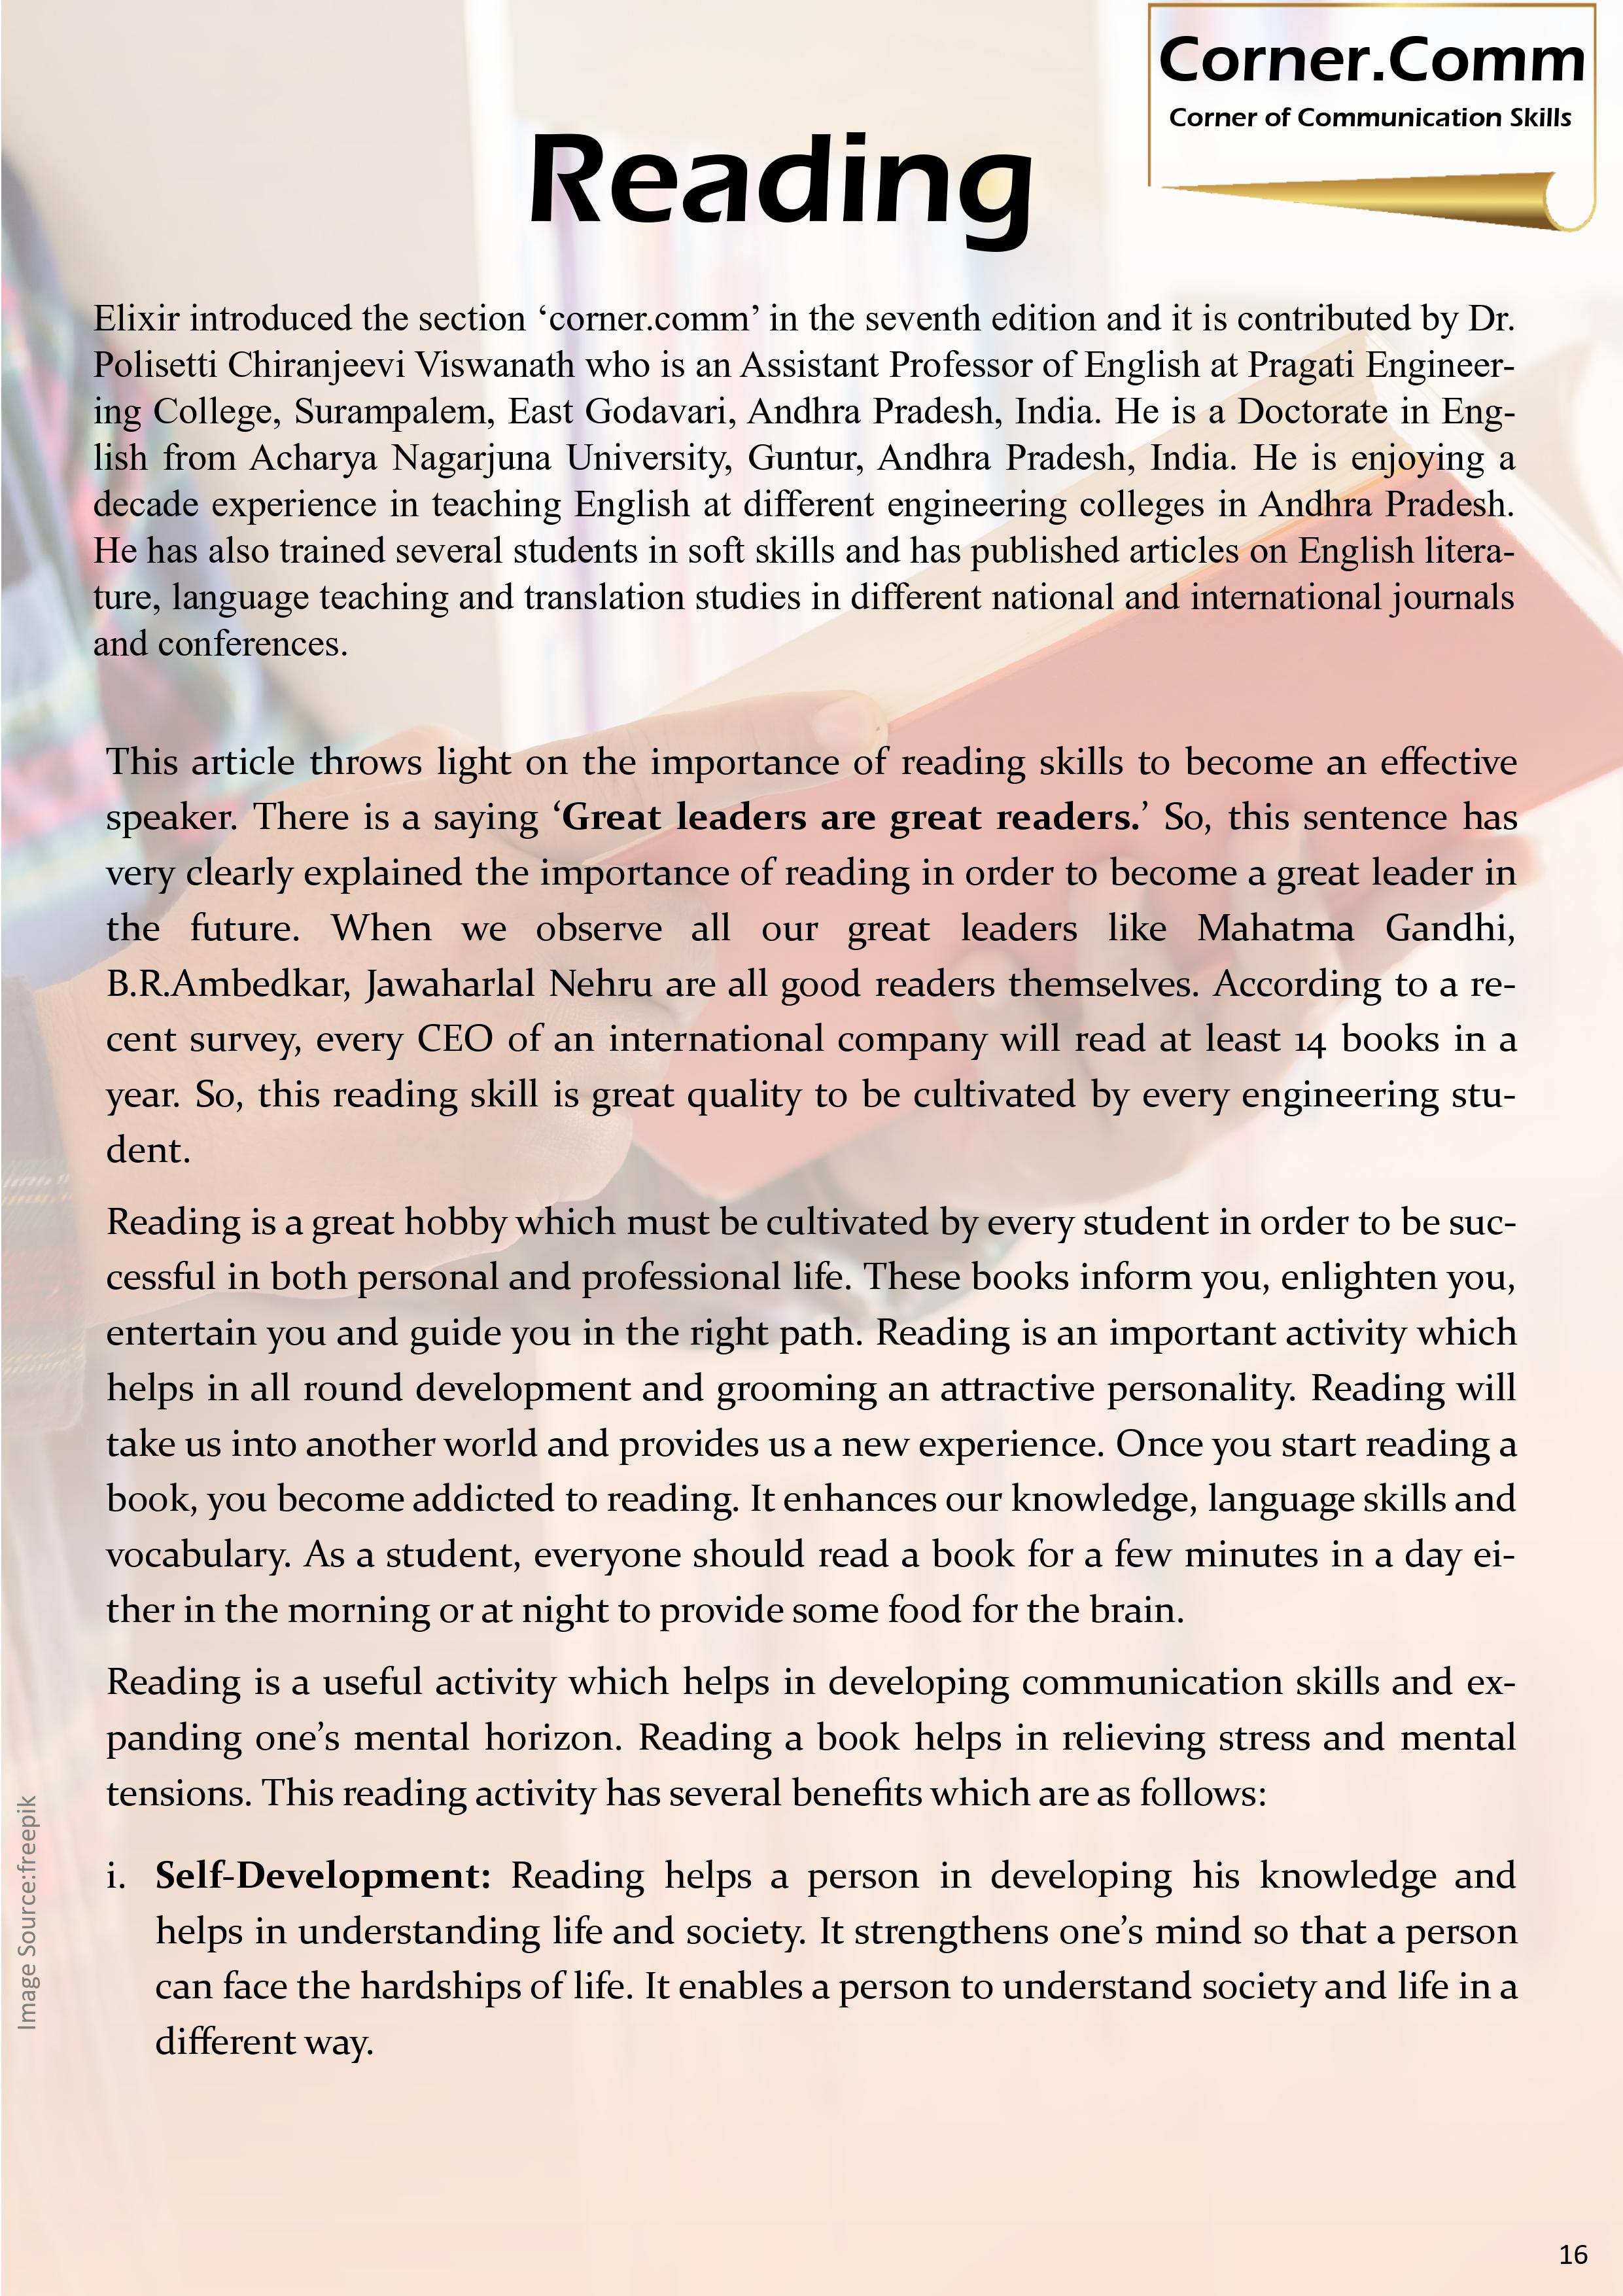 Corner.Comm
Corner of Communication Skills
Reading
Elixir introduced the section ‘corner.comm’ in the seventh edition and it is contributed by Dr.
Polisetti Chiranjeevi Viswanath who is an Assistant Professor of English at Pragati Engineer-
ing College, Surampalem, East Godavari, Andhra Pradesh, India. He is a Doctorate in Eng-
lish from Acharya Nagarjuna University, Guntur, Andhra Pradesh, India. He is enjoying a
decade experience in teaching English at different engineering colleges in Andhra Pradesh.
He has also trained several students in soft skills and has published articles on English litera-
ture, language teaching and translation studies in different national and international journals
and conferences.
This article throws light on the importance of reading skills to become an effective
speaker. There is a saying ‘Great leaders are great readers.’ So, this sentence has
very clearly explained the importance of reading in order to become a great leader in
the future. When we observe all our great leaders like Mahatma Gandhi,
B.R.Ambedkar, Jawaharlal Nehru are all good readers themselves. According to a re-
cent survey, every CEO of an international company will read at least 14 books in a
year. So, this reading skill is great quality to be cultivated by every engineering stu-
dent.
Reading is a great hobby which must be cultivated by every student in order to be suc-
cessful in both personal and professional life. These books inform you, enlighten you,
entertain you and guide you in the right path. Reading is an important activity which
helps in all round development and grooming an attractive personality. Reading will
take us into another world and provides us a new experience. Once you start reading a
book, you become addicted to reading. It enhances our knowledge, language skills and
vocabulary. As a student, everyone should read a book for a few minutes in a day ei-
ther in the morning or at night to provide some food for the brain.
Reading is a useful activity which helps in developing communication skills and ex-
panding one’s mental horizon. Reading a book helps in relieving stress and mental
tensions. This reading activity has several benefits which are as follows:
i. Self-Development: Reading helps a person in developing his knowledge and
helps in understanding life and society. It strengthens one’s mind so that a person
can face the hardships of life. It enables a person to understand society and life in a
different way.
Image Source:freepik
16